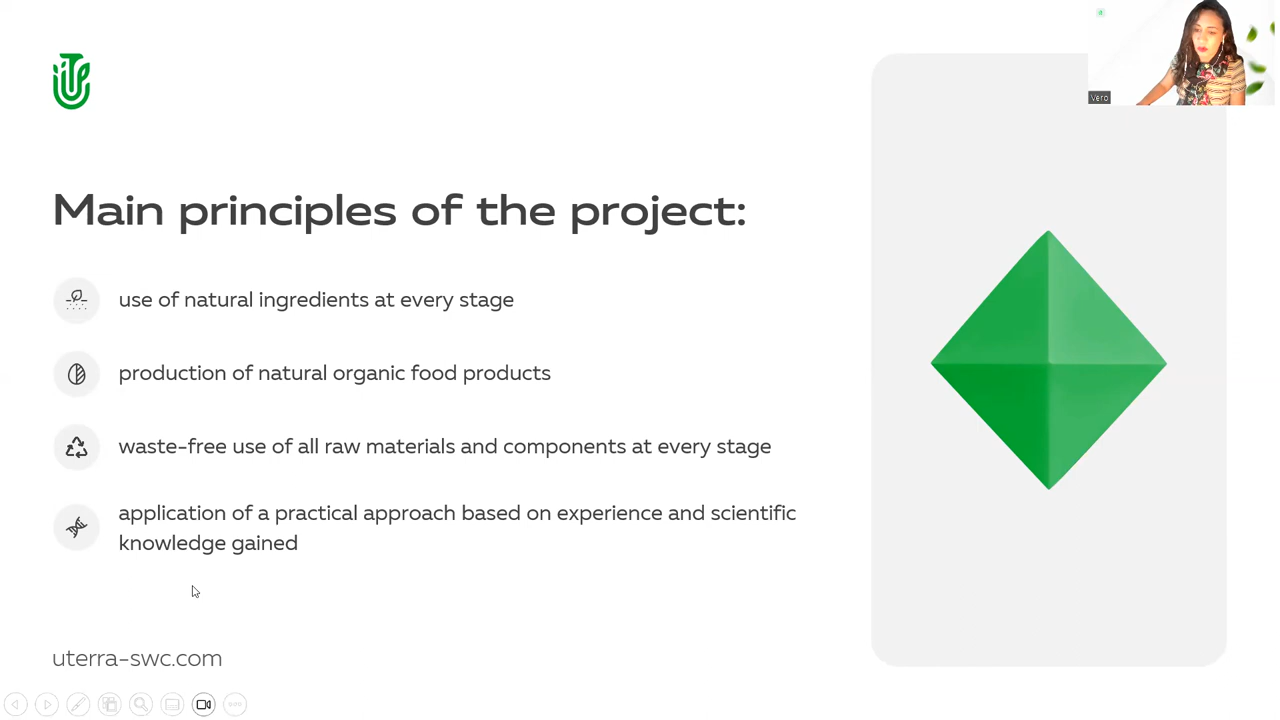 Vero
Main principles of the project:
use of natural ingredients at every stage
production of natural organic food products
waste-free use of all raw materials and components at every stage
application of a practical approach based on experience and scientific
knowledge gained
uterra-swc.com